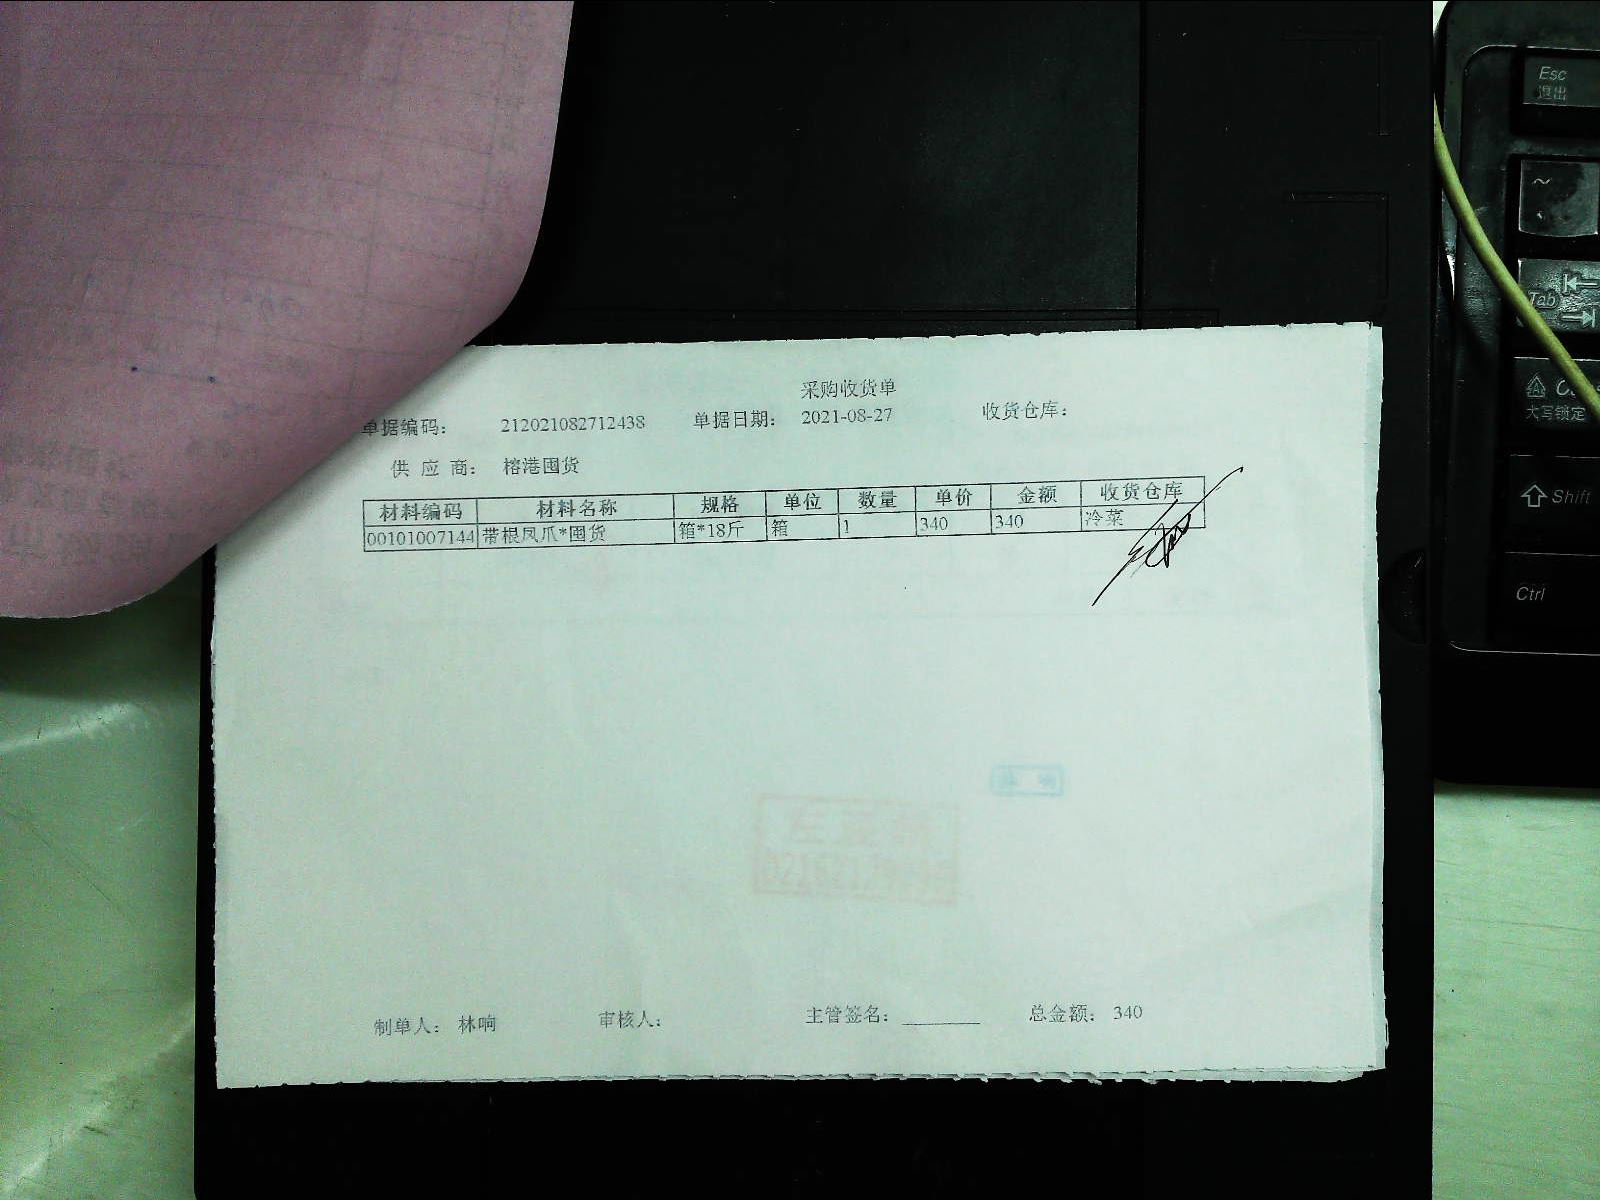 采购收货单
单据编码： 212021082712438 单据日期： 2021-08-27 收货仓库：
供 应 商： 榕港囤货
材料编码 材料名称 规格 单位 数量 单价 金额 收货仓库
00101007144 带根凤爪*囤货 箱*18斤 箱 1 340 340 冷菜
制单人： 林响 审核人： 主管签名： ________ 总金额： 340
Esc
退出
~
Tab
大写锁定
Shift
Ctrl